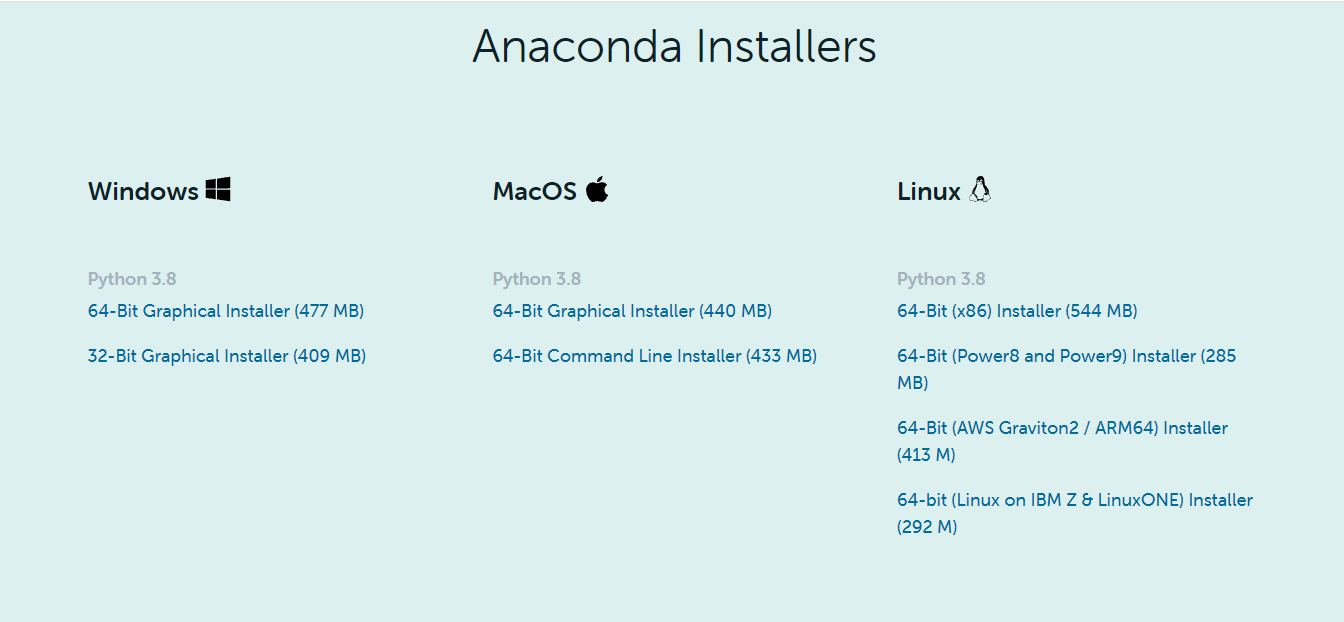 Anaconda Installers
Windows
Python 3.8
64-Bit Graphical Installer (477 MB)
32-Bit Graphical Installer (409 MB)
MacOS
Python 3.8
64-Bit Graphical Installer (440 MB)
64-Bit Command Line Installer (433 MB)
Linux
Python 3.8
64-Bit (x86) Installer (544 MB)
64-Bit (Power8 and Power9) Installer (285
MB)
64-Bit (AWS Graviton2 / ARM64) Installer
(413 M)
64-bit (Linux on IBM Z & LinuxONE) Installer
(292 M)